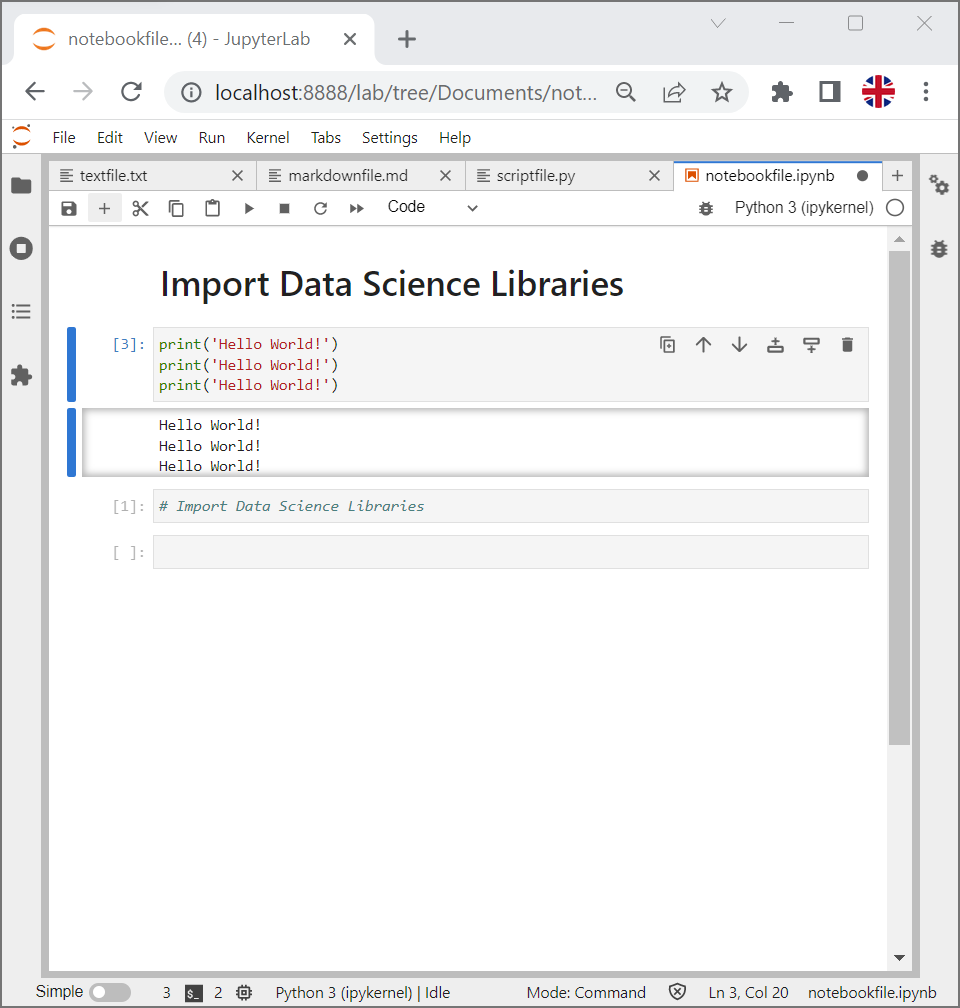 notebookfile... (4) - JupyterLab
localhost:8888/lab/tree/Documents/not...
File Edit View Run Kernel Tabs Settings Help
textfile.txt markdownfile.md scriptfile.py notebookfile.ipynb
Code Python 3 (ipykernel)
Import Data Science Libraries
[3]: print('Hello World!')
print('Hello World!')
print('Hello World!')
Hello World!
Hello World!
Hello World!
[1]: # Import Data Science Libraries
[ ]:
Simple 3 $_ 2 Python 3 (ipykernel) | Idle Mode: Command Ln 3, Col 20 notebookfile.ipynb